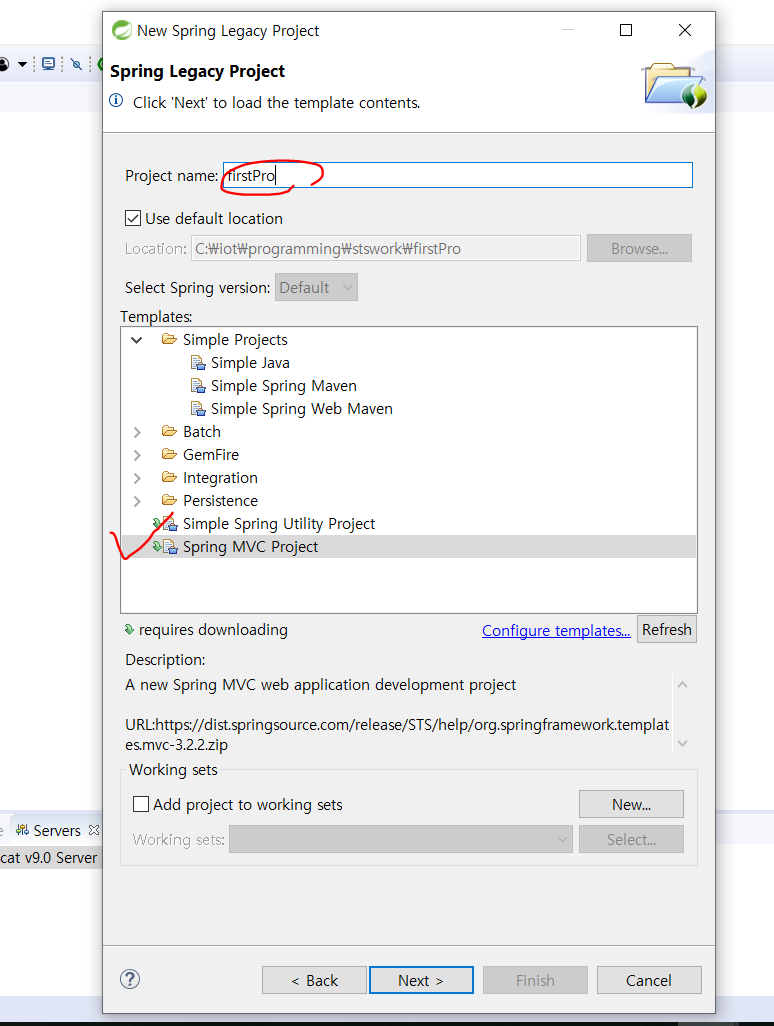 New Spring Legacy Project
Spring Legacy Project
Click 'Next' to load the template contents.
Project name: firstPro
Use default location
Location: C:₩iot₩programming₩stswork₩firstPro Browse...
Select Spring version: Default
Templates:
Simple Projects
Simple Java
Simple Spring Maven
Simple Spring Web Maven
Batch
GemFire
Integration
Persistence
Simple Spring Utility Project
Spring MVC Project
requires downloading Configure templates... Refresh
Description:
A new Spring MVC web application development project
URL:https://dist.springsource.com/release/STS/help/org.springframework.templat
es.mvc-3.2.2.zip
Working sets
Add project to working sets New...
Servers
Working sets: Select...
cat v9.0 Server
? < Back Next > Finish Cancel